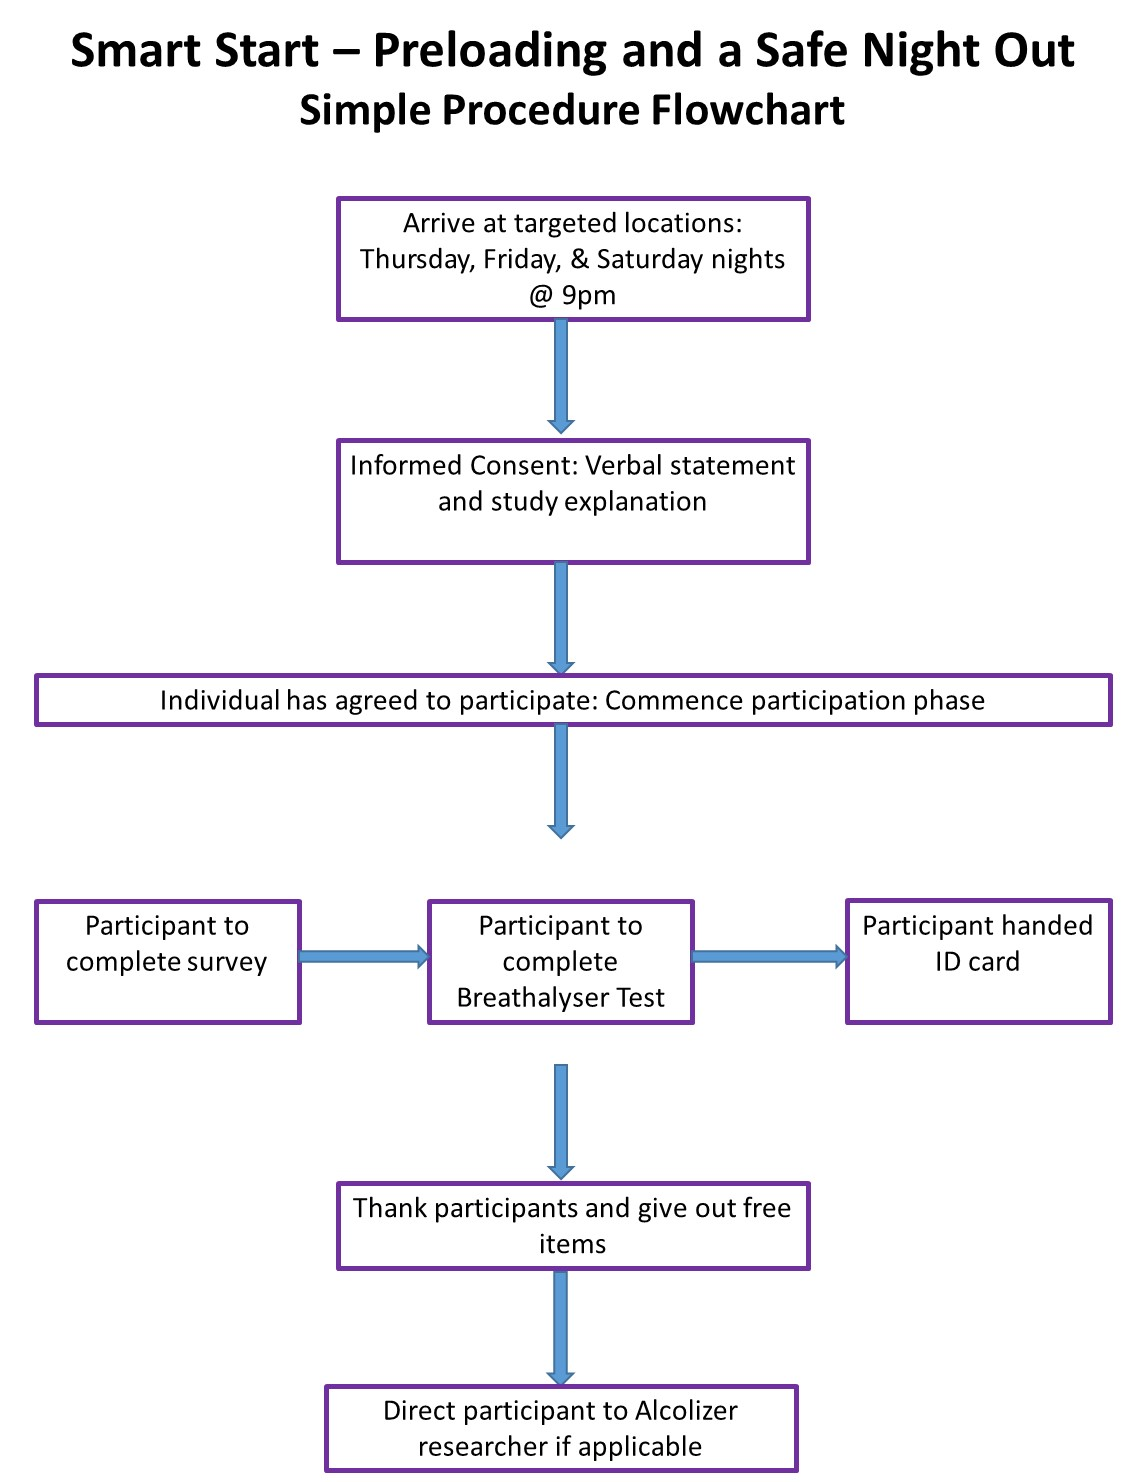 Smart Start – Preloading and a Safe Night Out
Simple Procedure Flowchart
Arrive at targeted locations:
Thursday, Friday, & Saturday nights
@ 9pm
Informed Consent: Verbal statement
and study explanation
Individual has agreed to participate: Commence participation phase
Participant to
complete survey
Participant to
complete
Breathalyser Test
Participant handed
ID card
Thank participants and give out free
items
Direct participant to Alcolizer
researcher if applicable